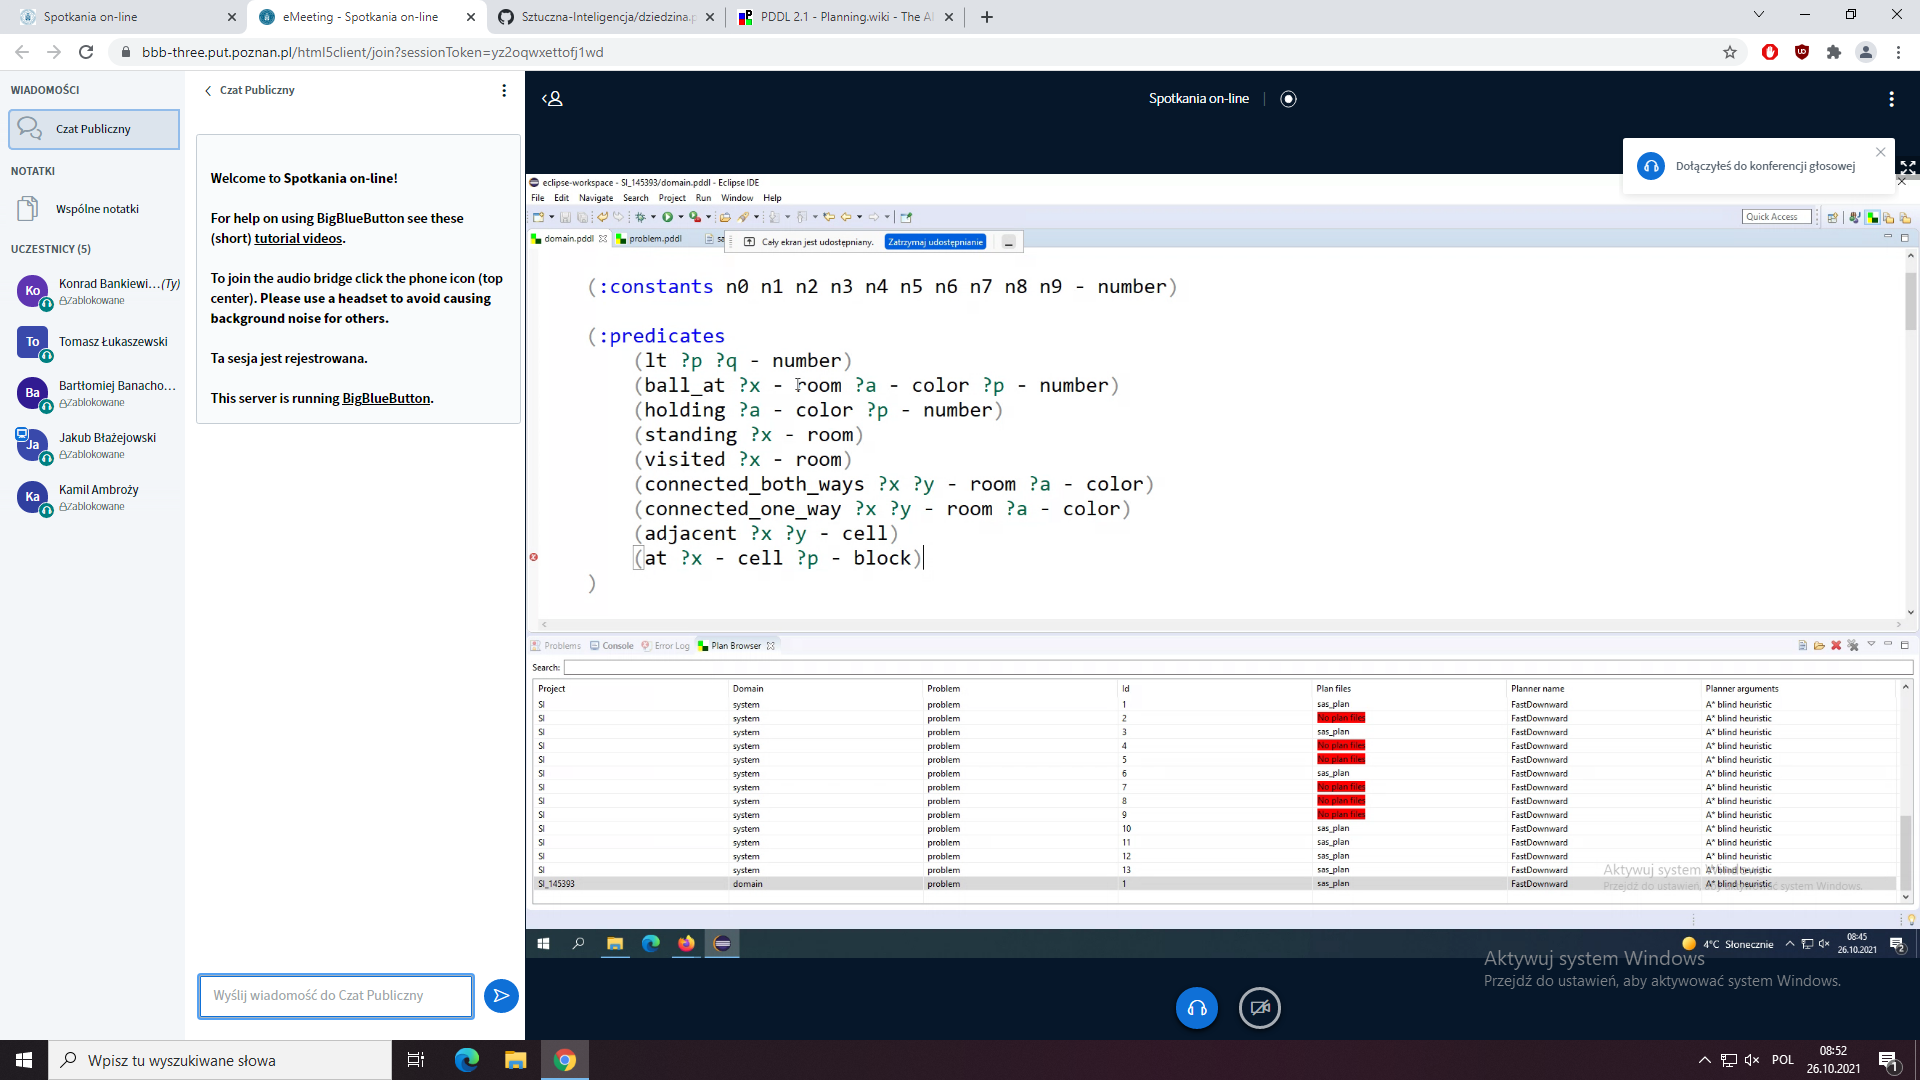 Spotkania on-line
eMeeting - Spotkania on-line
Sztuczna-Inteligencja/dziedzina.p
PDDL 2.1 - Planning.wiki - The AI
bbb-three.put.poznan.pl/html5client/join?sessionToken=yz2oqwxettofj1wd
WIADOMOŚCI
Czat Publiczny
NOTATKI
Wspólne notatki
UCZESTNICY (5)
Ko
Konrad Bankiewi... (Ty)
Zablokowane
To
Tomasz Łukaszewski
Ba
Bartłomiej Banacho...
Zablokowane
Ja
Jakub Błażejowski
Zablokowane
Ka
Kamil Ambroży
Zablokowane
Czat Publiczny
Welcome to Spotkania on-line!
For help on using BigBlueButton see these
(short) tutorial videos.
To join the audio bridge click the phone icon (top
center). Please use a headset to avoid causing
background noise for others.
Ta sesja jest rejestrowana.
This server is running BigBlueButton.
Wyślij wiadomość do Czat Publiczny
Spotkania on-line
Dołączyłeś do konferencji głosowej
eclipse-workspace - SI_145393/domain.pddl - Eclipse IDE
File Edit Navigate Search Project Run Window Help
Quick Access
domain.pddl
problem.pddl
Cały ekran jest udostępniany.
Zatrzymaj udostępnianie
(:constants n0 n1 n2 n3 n4 n5 n6 n7 n8 n9 - number)
(:predicates
(lt ?p ?q - number)
(ball_at ?x - room ?a - color ?p - number)
(holding ?a - color ?p - number)
(standing ?x - room)
(visited ?x - room)
(connected_both_ways ?x ?y - room ?a - color)
(connected_one_way ?x ?y - room ?a - color)
(adjacent ?x ?y - cell)
(at ?x - cell ?p - block)
)
Problems Console Error Log Plan Browser
Search:
Project Domain Problem Id Plan files Planner name Planner arguments
SI system problem 1 sas_plan FastDownward A* blind heuristic
SI system problem 2 No plan files FastDownward A* blind heuristic
SI system problem 3 sas_plan FastDownward A* blind heuristic
SI system problem 4 No plan files FastDownward A* blind heuristic
SI system problem 5 No plan files FastDownward A* blind heuristic
SI system problem 6 sas_plan FastDownward A* blind heuristic
SI system problem 7 No plan files FastDownward A* blind heuristic
SI system problem 8 No plan files FastDownward A* blind heuristic
SI system problem 9 No plan files FastDownward A* blind heuristic
SI system problem 10 sas_plan FastDownward A* blind heuristic
SI system problem 11 sas_plan FastDownward A* blind heuristic
SI system problem 12 sas_plan FastDownward A* blind heuristic
SI system problem 13 sas_plan FastDownward A* blind heuristic
SI_145393 domain problem 1 sas_plan FastDownward A* blind heuristic
Aktywuj system
4°C Słonecznie
08:45
26.10.2021
2
Aktywuj system Windows
Przejdź do ustawień, aby aktywować system Windows.
Wpisz tu wyszukiwane słowa
POL
08:52
26.10.2021
1